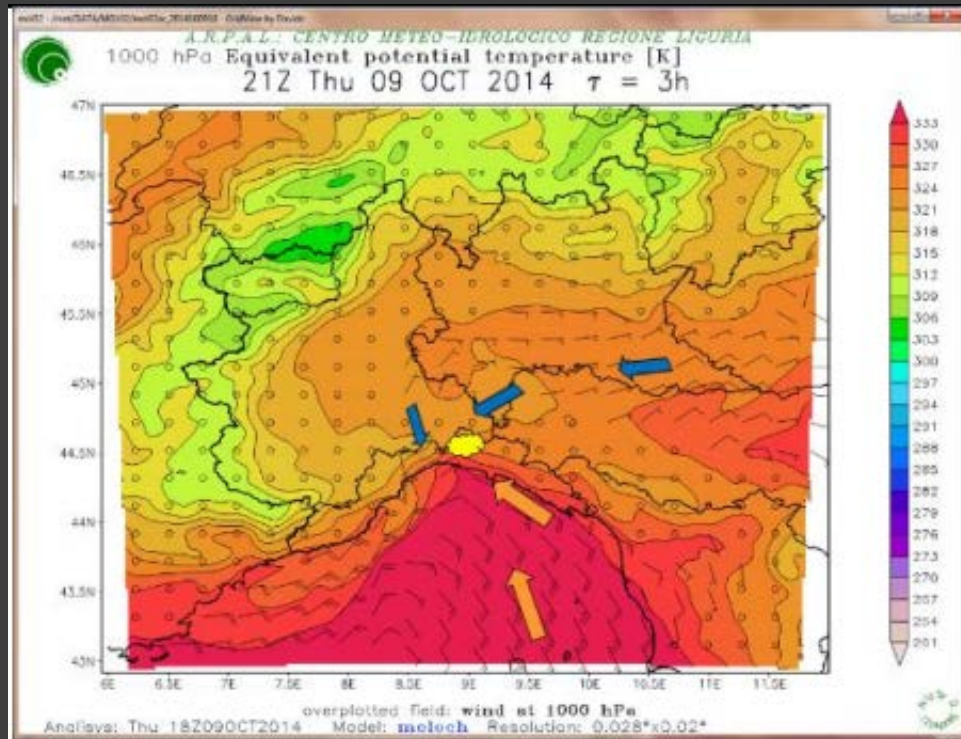 A.R.P.A.L.: CENTRO METEO-IDROLOGICO REGIONE LIGURIA
1000 hPa Equivalent potential temperature [K]
21Z Thu 09 OCT 2014 τ = 3h
47N
46.5N
46N
45.5N
45N
44.5N
44N
43.5N
43N
6E 6.5E 7E 7.5E 8E 8.5E 9E 9.5E 10E 10.5E 11E 11.5E
333
330
327
324
321
318
315
312
309
306
303
300
297
294
291
288
285
282
279
276
273
270
267
264
261
overplotted field: wind at 1000 hPa
Analisys: Thu 18Z09OCT2014 Model: moloch Resolution: 0.028°x0.02°